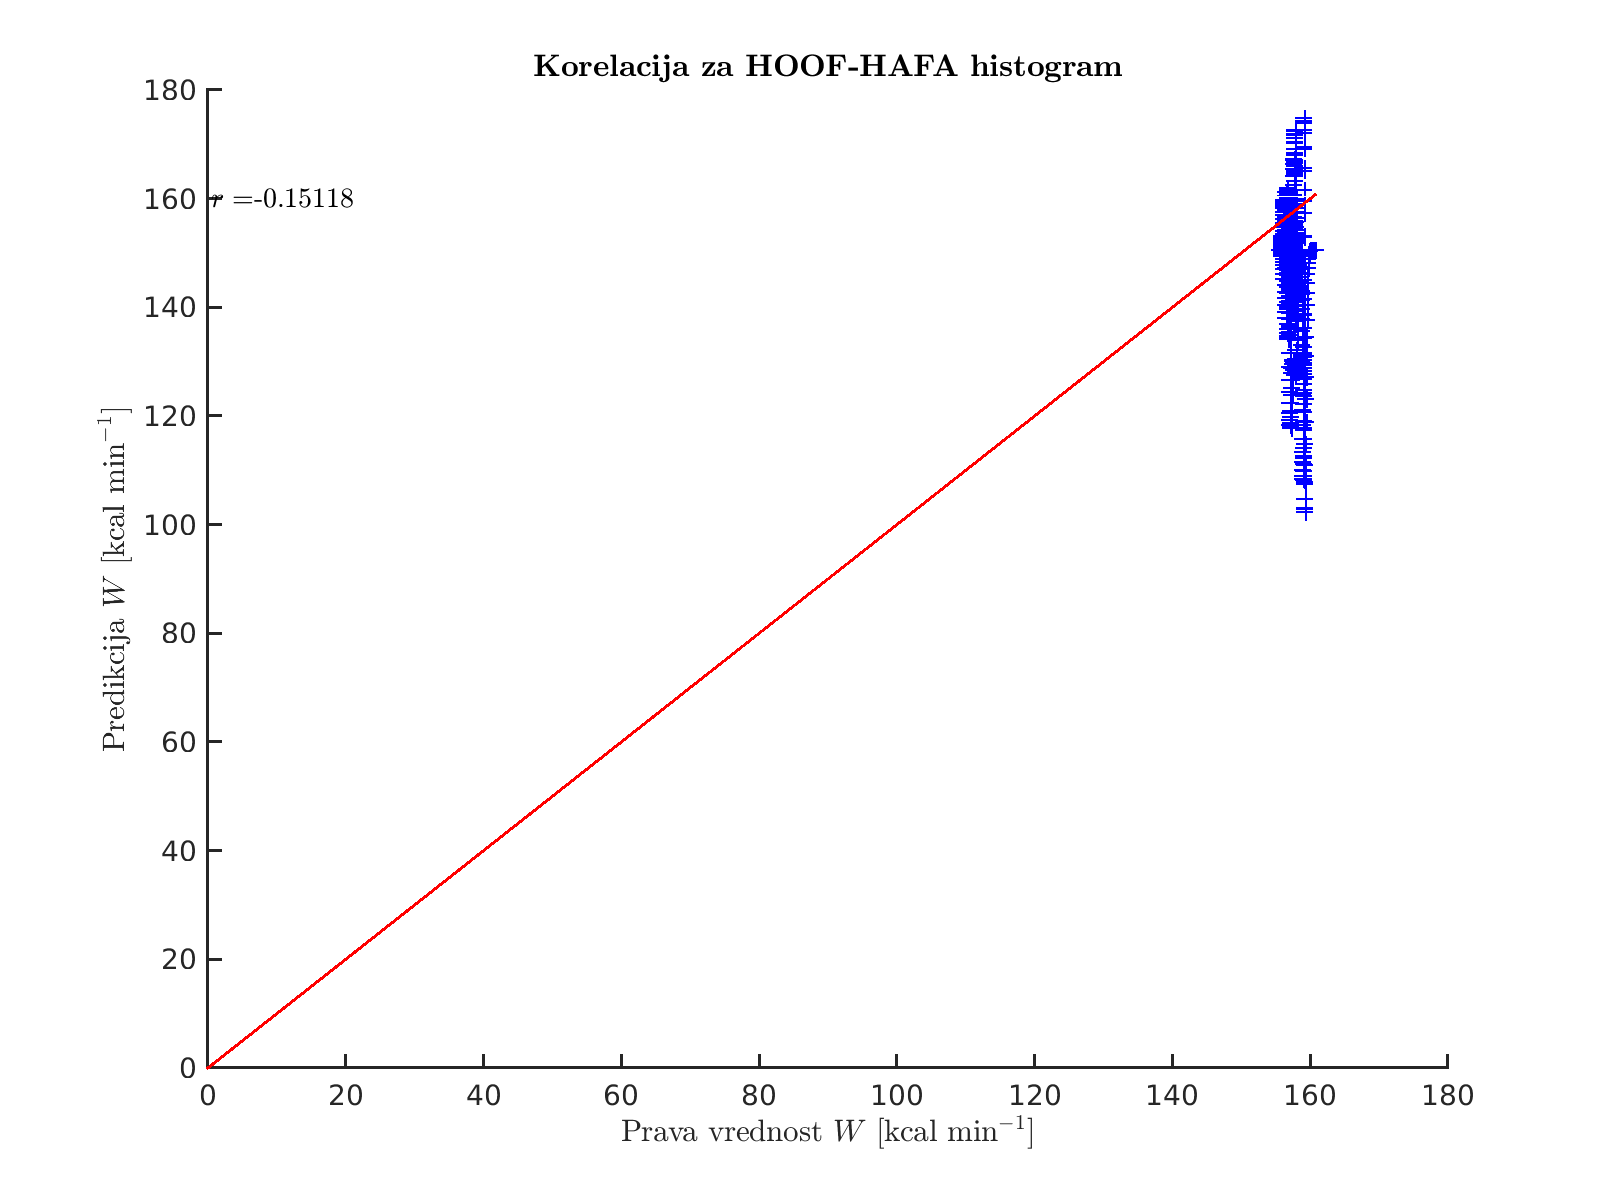 Korelacija za HOOF-HAFA histogram
180
160
140
120
100
80
60
40
20
0
r =-0.15118
Predikcija W [kcal min⁻¹]
0 20 40 60 80 100 120 140 160 180
Prava vrednost W [kcal min⁻¹]